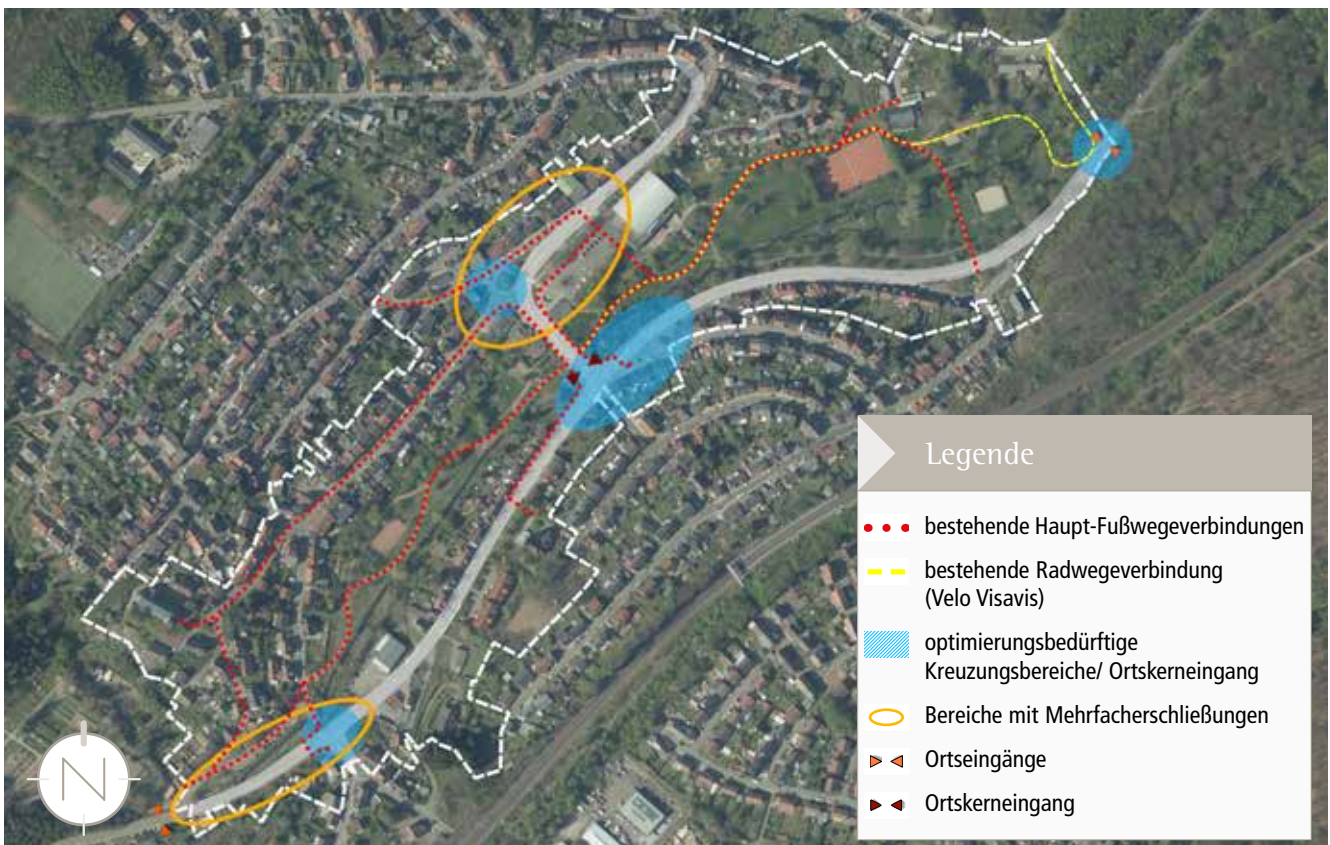 Legende
bestehende Haupt-Fußwegeverbindungen
bestehende Radwegeverbindung
(Velo Visavis)
optimierungsbedürftige
Kreuzungsbereiche/ Ortskerneingang
Bereiche mit Mehrfacherschließungen
Ortseingänge
Ortskerneingang
N